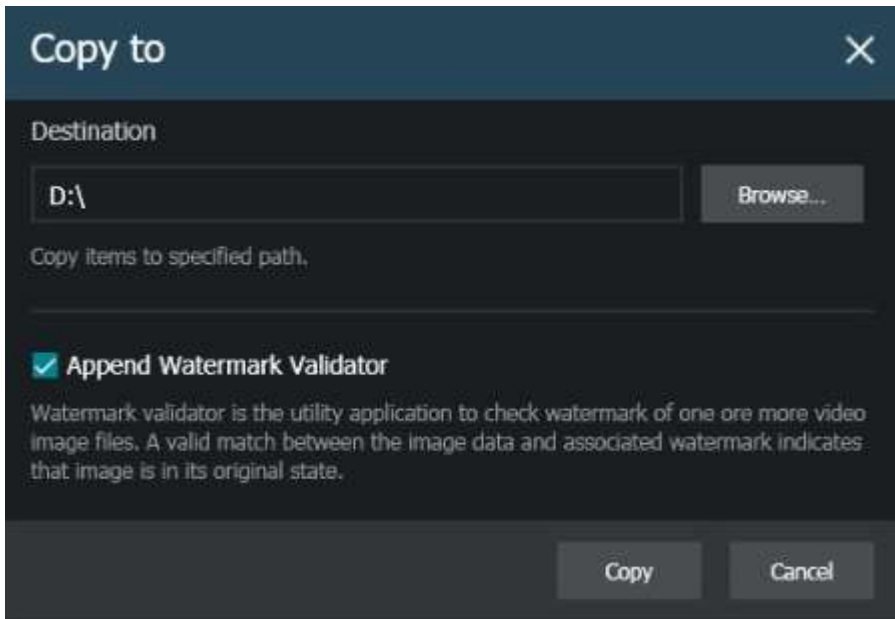 Copy to
Destination
D:\
Browse...
Copy items to specified path.
Append Watermark Validator
Watermark validator is the utility application to check watermark of one ore more video
image files. A valid match between the image data and associated watermark indicates
that image is in its original state.
Copy
Cancel